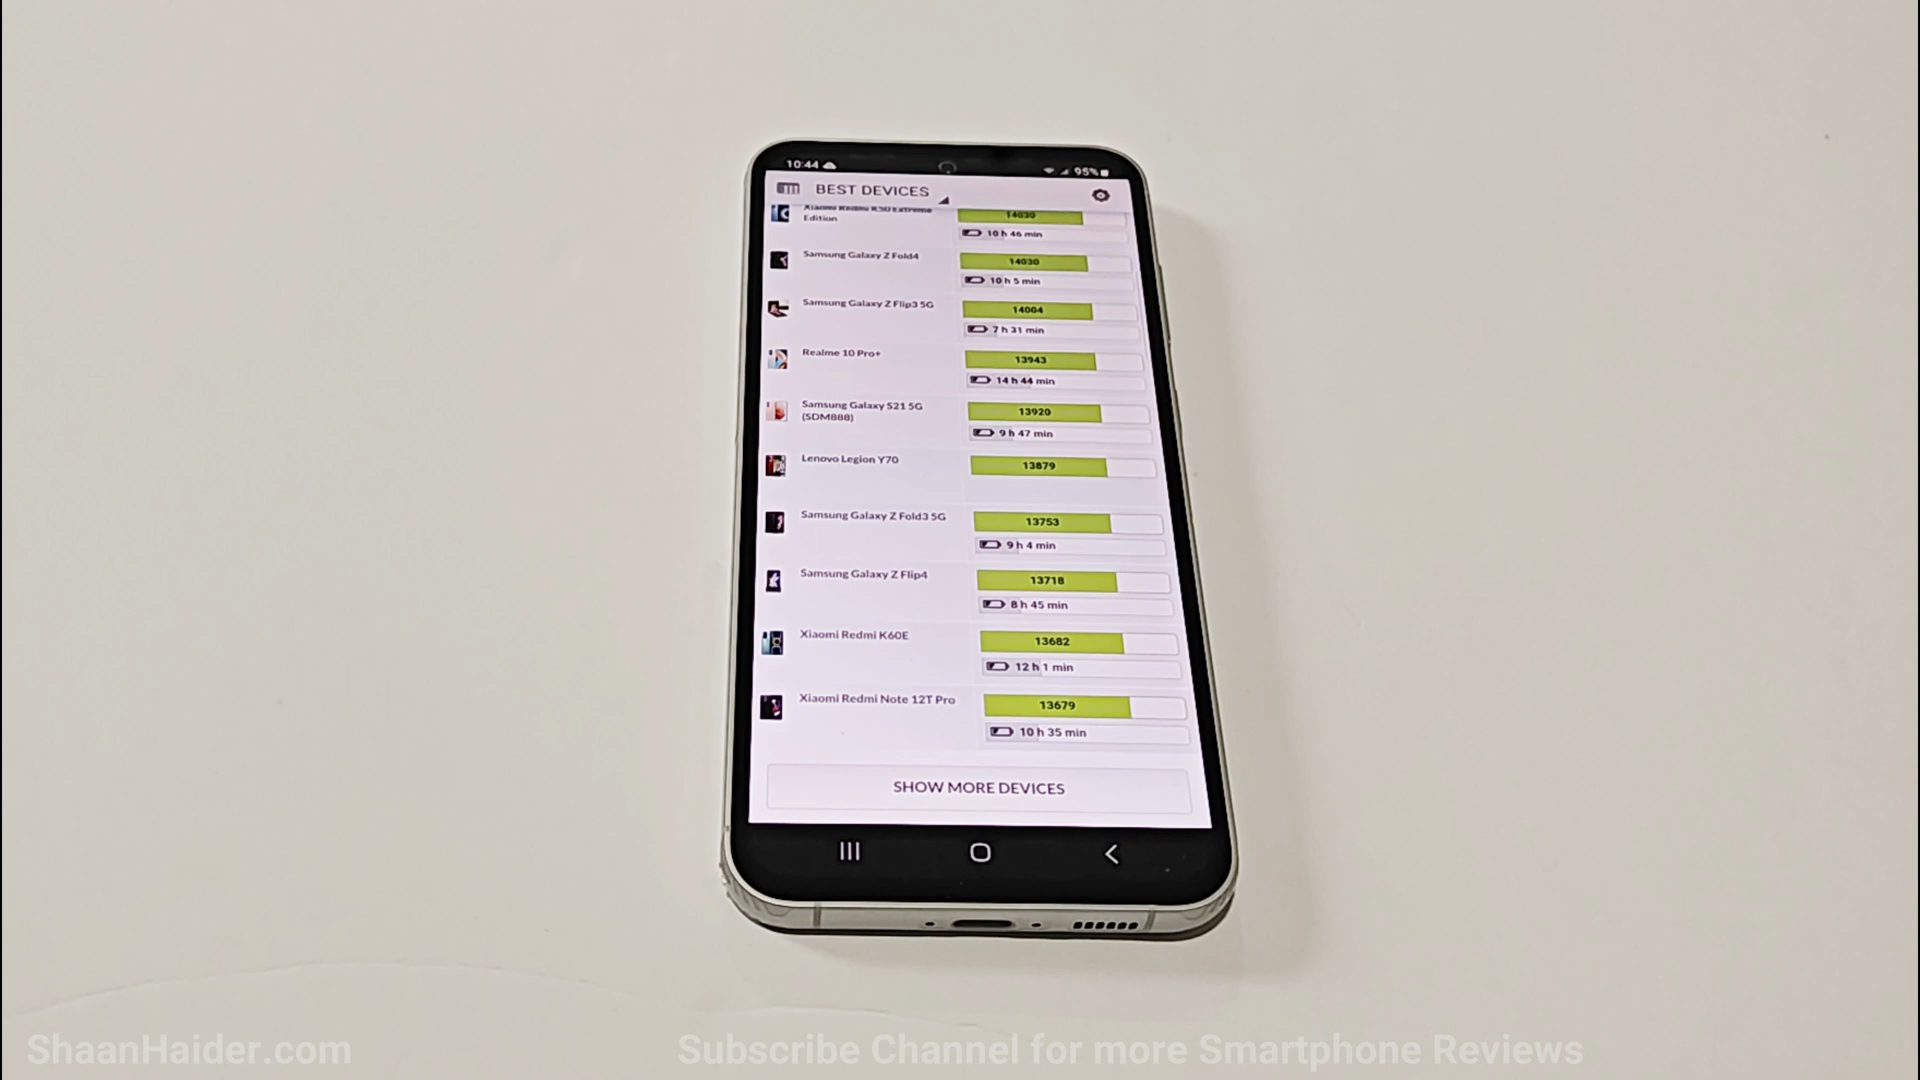 10:44
95%
BEST DEVICES
Xiaomi Redmi K50 Extreme
Edition
14030
10 h 46 min
Samsung Galaxy Z Fold4
14030
10 h 5 min
Samsung Galaxy Z Flip3 5G
14004
7 h 31 min
Realme 10 Pro+
13943
14 h 44 min
Samsung Galaxy S21 5G
(SDM888)
13920
9 h 47 min
Lenovo Legion Y70
13879
Samsung Galaxy Z Fold3 5G
13753
9 h 4 min
Samsung Galaxy Z Flip4
13718
8 h 45 min
Xiaomi Redmi K60E
13682
12 h 1 min
Xiaomi Redmi Note 12T Pro
13679
10 h 35 min
SHOW MORE DEVICES
ShaanHaider.com
Subscribe Channel for more Smartphone Reviews